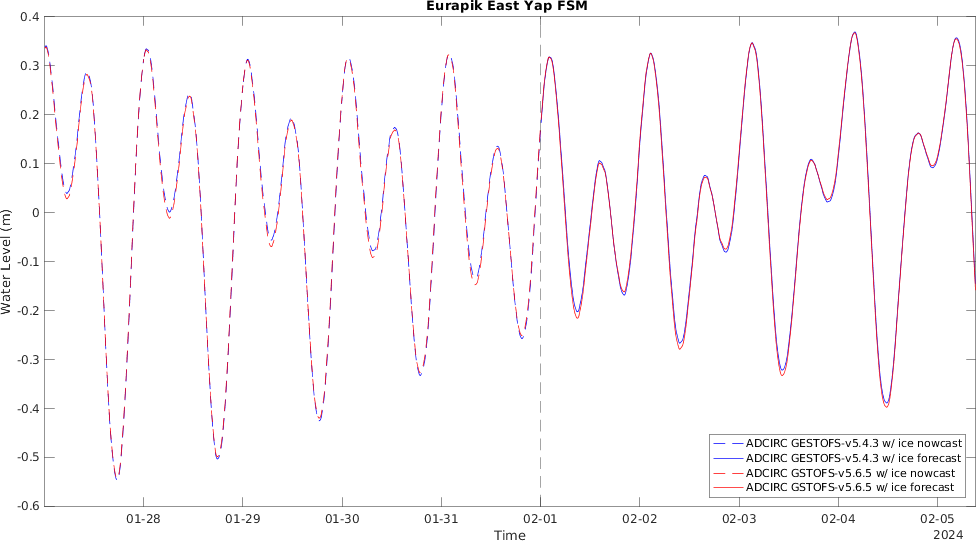 Eurapik East Yap FSM
0.4
0.3
0.2
0.1
0
-0.1
-0.2
-0.3
-0.4
-0.5
-0.6
Water Level (m)
ADCIRC GESTOFS-v5.4.3 w/ ice nowcast
ADCIRC GESTOFS-v5.4.3 w/ ice forecast
ADCIRC GSTOFS-v5.6.5 w/ ice nowcast
ADCIRC GSTOFS-v5.6.5 w/ ice forecast
01-28 01-29 01-30 01-31 02-01 02-02 02-03 02-04 02-05
Time
2024